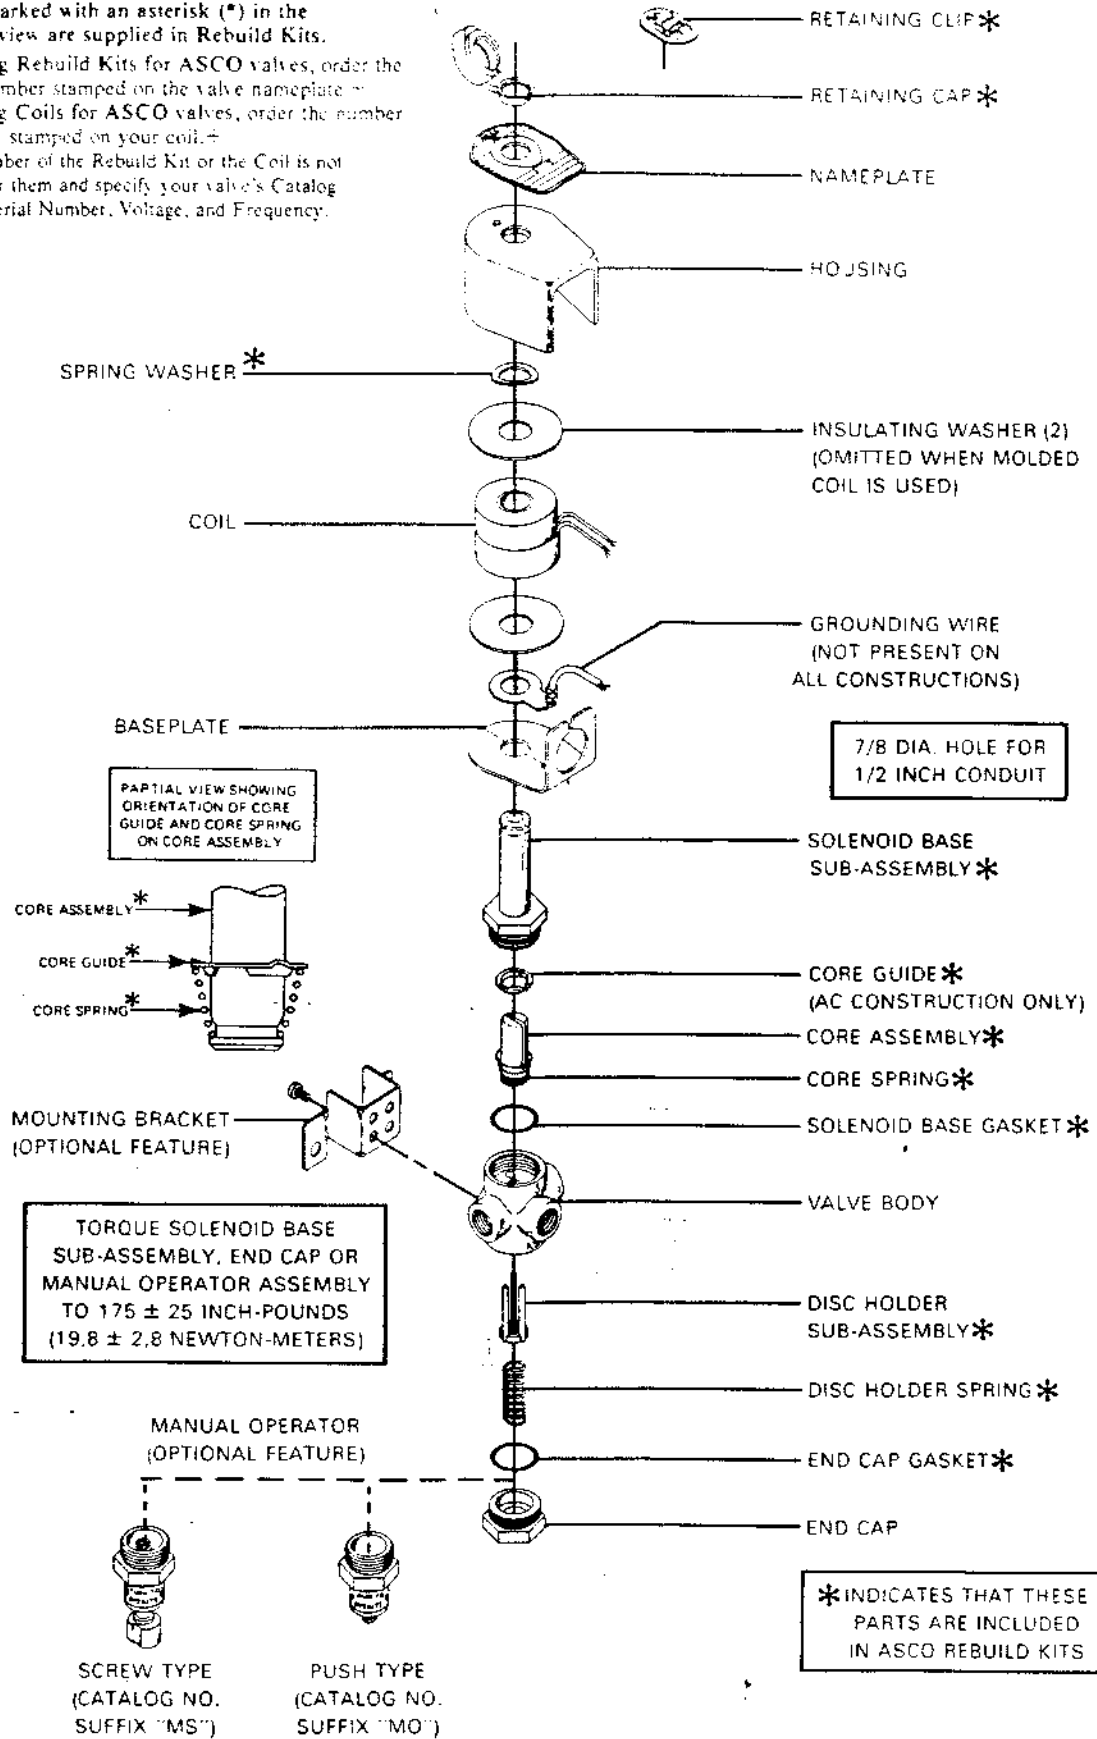 arked with an asterisk (*) in the
view are supplied in Rebuild Kits.
g Rebuild Kits for ASCO valves, order the
mber stamped on the valve nameplate
g Coils for ASCO valves, order the number
stamped on your coil.
ber of the Rebuild Kit or the Coil is not
r them and specify your valve's Catalog
erial Number, Voltage, and Frequency.
RETAINING CLIP*
RETAINING CAP*
NAMEPLATE
HOUSING
SPRING WASHER*
INSULATING WASHER (2)
(OMITTED WHEN MOLDED
COIL IS USED)
COIL
GROUNDING WIRE
(NOT PRESENT ON
ALL CONSTRUCTIONS)
BASEPLATE
7/8 DIA. HOLE FOR
1/2 INCH CONDUIT
PARTIAL VIEW SHOWING
ORIENTATION OF CORE
GUIDE AND CORE SPRING
ON CORE ASSEMBLY
SOLENOID BASE
SUB-ASSEMBLY*
CORE ASSEMBLY*
CORE GUIDE*
CORE SPRING*
CORE GUIDE*
(AC CONSTRUCTION ONLY)
CORE ASSEMBLY*
CORE SPRING*
MOUNTING BRACKET
(OPTIONAL FEATURE)
SOLENOID BASE GASKET*
VALVE BODY
TORQUE SOLENOID BASE
SUB-ASSEMBLY, END CAP OR
MANUAL OPERATOR ASSEMBLY
TO 175 ± 25 INCH-POUNDS
(19,8 ± 2,8 NEWTON-METERS)
DISC HOLDER
SUB-ASSEMBLY*
DISC HOLDER SPRING*
MANUAL OPERATOR
(OPTIONAL FEATURE)
END CAP GASKET*
END CAP
*INDICATES THAT THESE
PARTS ARE INCLUDED
IN ASCO REBUILD KITS
SCREW TYPE
(CATALOG NO.
SUFFIX "MS")
PUSH TYPE
(CATALOG NO.
SUFFIX "MO")